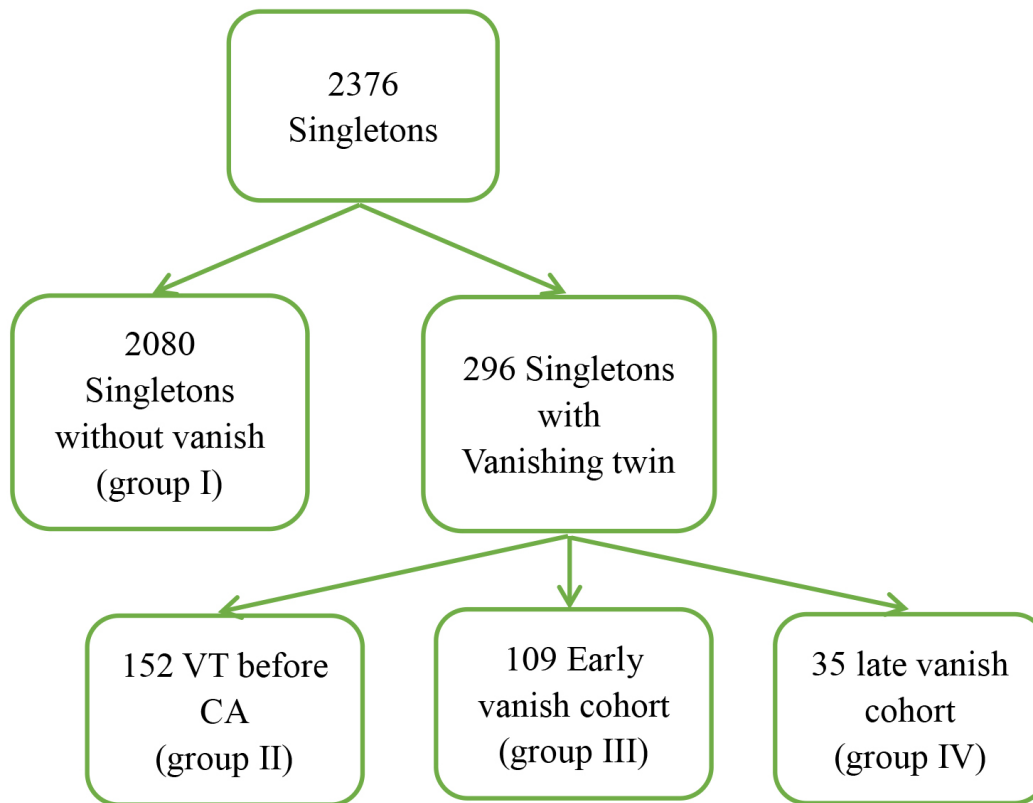 2376
Singletons
2080
Singletons
without vanish
(group I)
296 Singletons
with
Vanishing twin
152 VT before
CA
(group II)
109 Early
vanish cohort
(group III)
35 late vanish
cohort
(group IV)